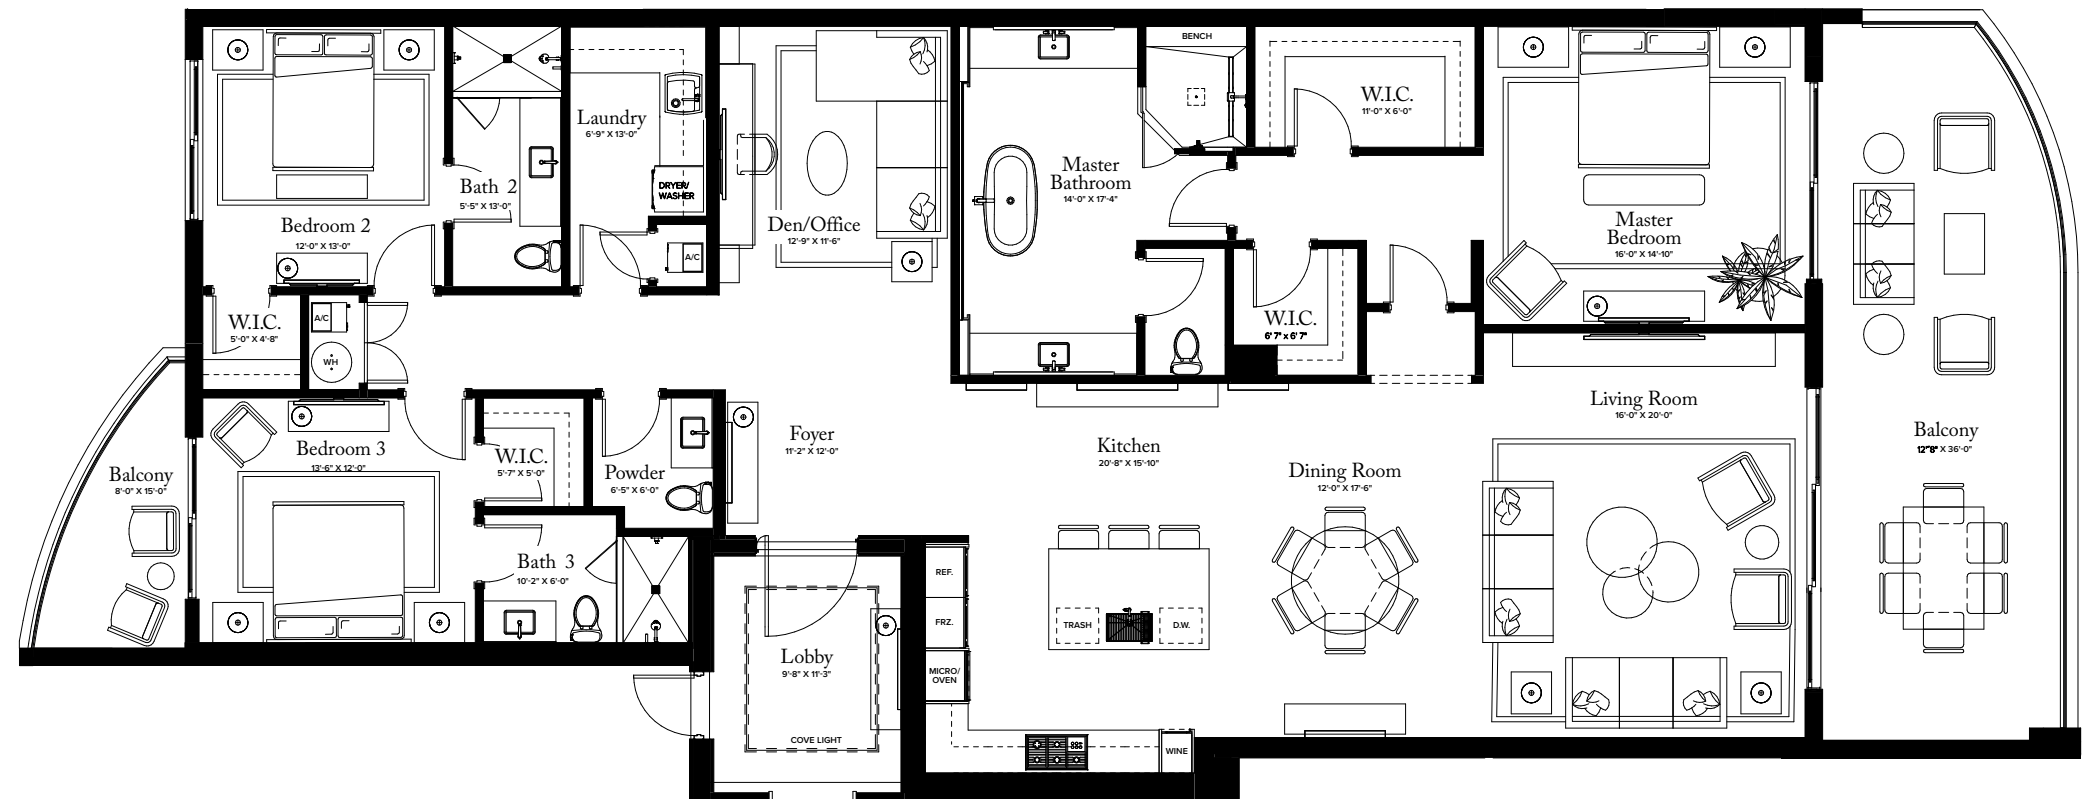 BENCH
W.I.C.
11'-0" X 6'-0"
Laundry
6'-9" X 13'-0"
DRYER/
WASHER
Bath 2
5'-5" X 13'-0"
Bedroom 2
12'-0" X 13'-0"
Den/Office
12'-9" X 11'-6"
A/C
Master
Bathroom
14'-0" X 17'-4"
Master
Bedroom
16'-0" X 14'-10"
W.I.C.
5'-0" X 4'-8"
A/C
WH
W.I.C.
6' 7" x 6' 7"
Living Room
16'-0" X 20'-0"
Balcony
12'8" X 36'-0"
Bedroom 3
13'-6" X 12'-0"
Balcony
8'-0" X 15'-0"
W.I.C.
5'-7" X 5'-0"
Powder
6'-5" X 6'-0"
Foyer
11'-2" X 12'-0"
Kitchen
20'-8" X 15'-10"
Dining Room
12'-0" X 17'-6"
Bath 3
10'-2" X 6'-0"
REF.
FRZ.
MICRO/
OVEN
TRASH
D.W.
Lobby
9'-8" X 11'-3"
COVE LIGHT
WINE